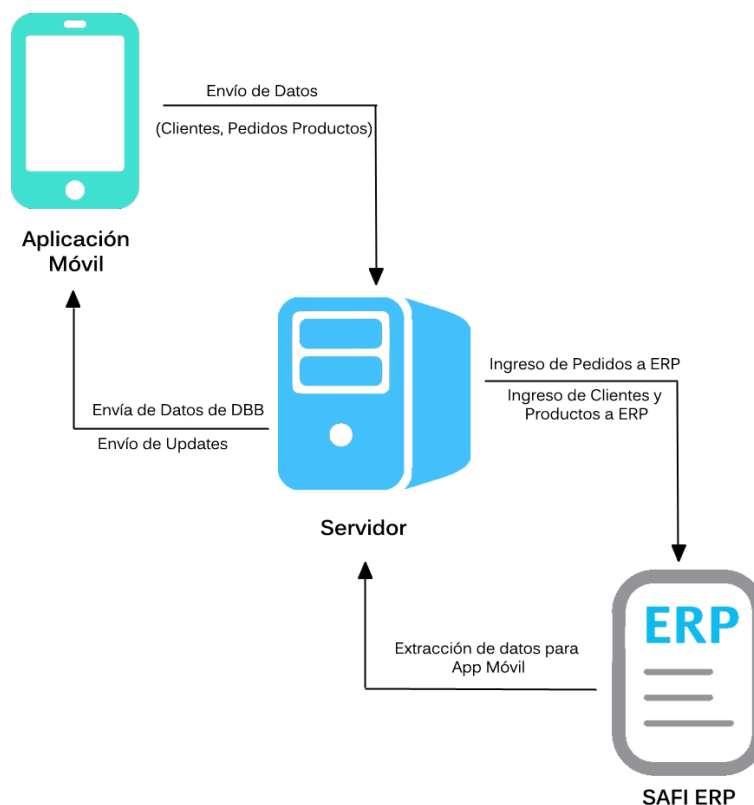 Envío de Datos
(Clientes, Pedidos Productos)
Aplicación
Móvil
Ingreso de Pedidos a ERP
Ingreso de Clientes y
Productos a ERP
Envía de Datos de DBB
Envío de Updates
Servidor
ERP
Extracción de datos para
App Móvil
SAFI ERP